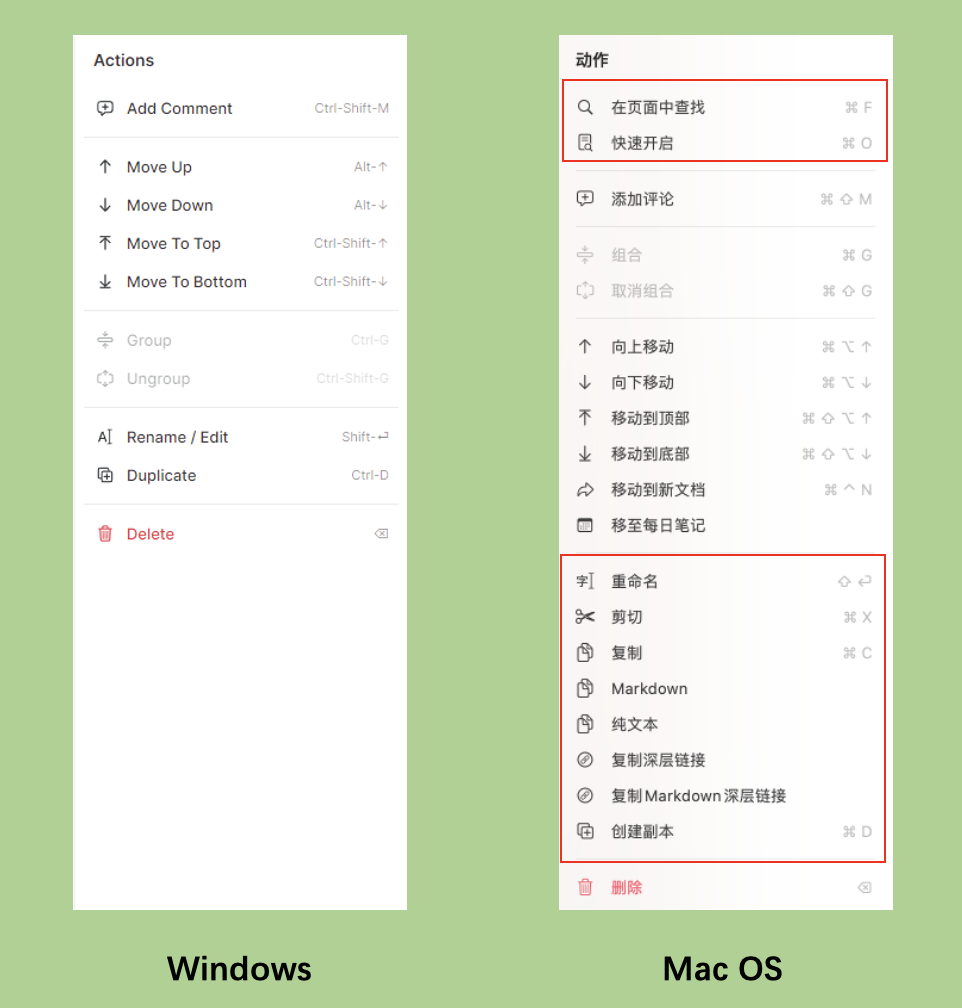 Actions
Add Comment Ctrl-Shift-M
Move Up Alt-↑
Move Down Alt-↓
Move To Top Ctrl-Shift-↑
Move To Bottom Ctrl-Shift-↓
Group Ctrl-G
Ungroup Ctrl-Shift-G
Rename / Edit Shift-⏎
Duplicate Ctrl-D
Delete ⌫
Windows
动作
在页面中查找 ⌘ F
快速开启 ⌘ O
添加评论 ⌘ ⇧ M
组合 ⌘ G
取消组合 ⌘ ⇧ G
向上移动 ⌘ ⌥ ↑
向下移动 ⌘ ⌥ ↓
移动到顶部 ⌘ ⇧ ⌥ ↑
移动到底部 ⌘ ⇧ ⌥ ↓
移动到新文档 ⌘ ^ N
移至每日笔记
字 重命名 ⇧ ⏎
剪切 ⌘ X
复制 ⌘ C
Markdown
纯文本
复制深层链接
复制Markdown深层链接
创建副本 ⌘ D
删除 ⌫
Mac OS